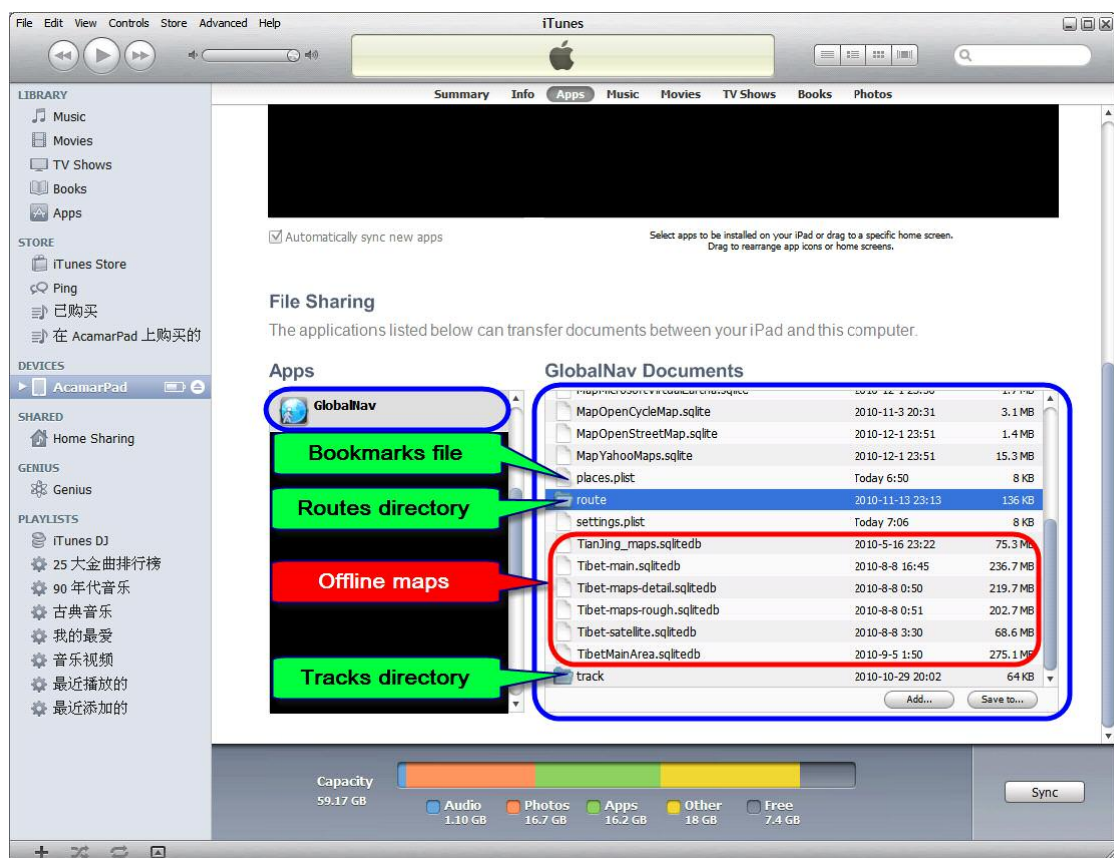 File Edit View Controls Store Advanced Help
iTunes
LIBRARY
Music
Movies
TV Shows
Books
Apps
STORE
iTunes Store
Ping
已购买
在 AcamarPad 上购买的
DEVICES
AcamarPad
SHARED
Home Sharing
GENIUS
Genius
PLAYLISTS
iTunes DJ
25 大金曲排行榜
90 年代音乐
古典音乐
我的最爱
音乐视频
最近播放的
最近添加的
Summary Info Apps Music Movies TV Shows Books Photos
Automatically sync new apps
Select apps to be installed on your iPad or drag to a specific home screen.
Drag to rearrange app icons or home screens.
File Sharing
The applications listed below can transfer documents between your iPad and this computer.
Apps
GlobalNav
Bookmarks file
Routes directory
Offline maps
Tracks directory
GlobalNav Documents
MapOpenCycleMap.sqlite 2010-11-3 20:31 3.1 MB
MapOpenStreetMap.sqlite 2010-12-1 23:51 1.4 MB
MapYahooMaps.sqlite 2010-12-1 23:51 15.3 MB
places.plist Today 6:50 8 KB
route 2010-11-13 23:13 136 KB
settings.plist Today 7:06 8 KB
TianJing_maps.sqlitedb 2010-5-16 23:22 75.3 MB
Tibet-main.sqlitedb 2010-8-8 16:45 236.7 MB
Tibet-maps-detail.sqlitedb 2010-8-8 0:50 219.7 MB
Tibet-maps-rough.sqlitedb 2010-8-8 0:51 202.7 MB
Tibet-satellite.sqlitedb 2010-8-8 3:30 68.6 MB
TibetMainArea.sqlitedb 2010-9-5 1:50 275.1 MB
track 2010-10-29 20:02 64 KB
Add... Save to...
Capacity
59.17 GB
Audio Photos Apps Other Free
1.10 GB 16.7 GB 16.2 GB 18 GB 7.4 GB
Sync